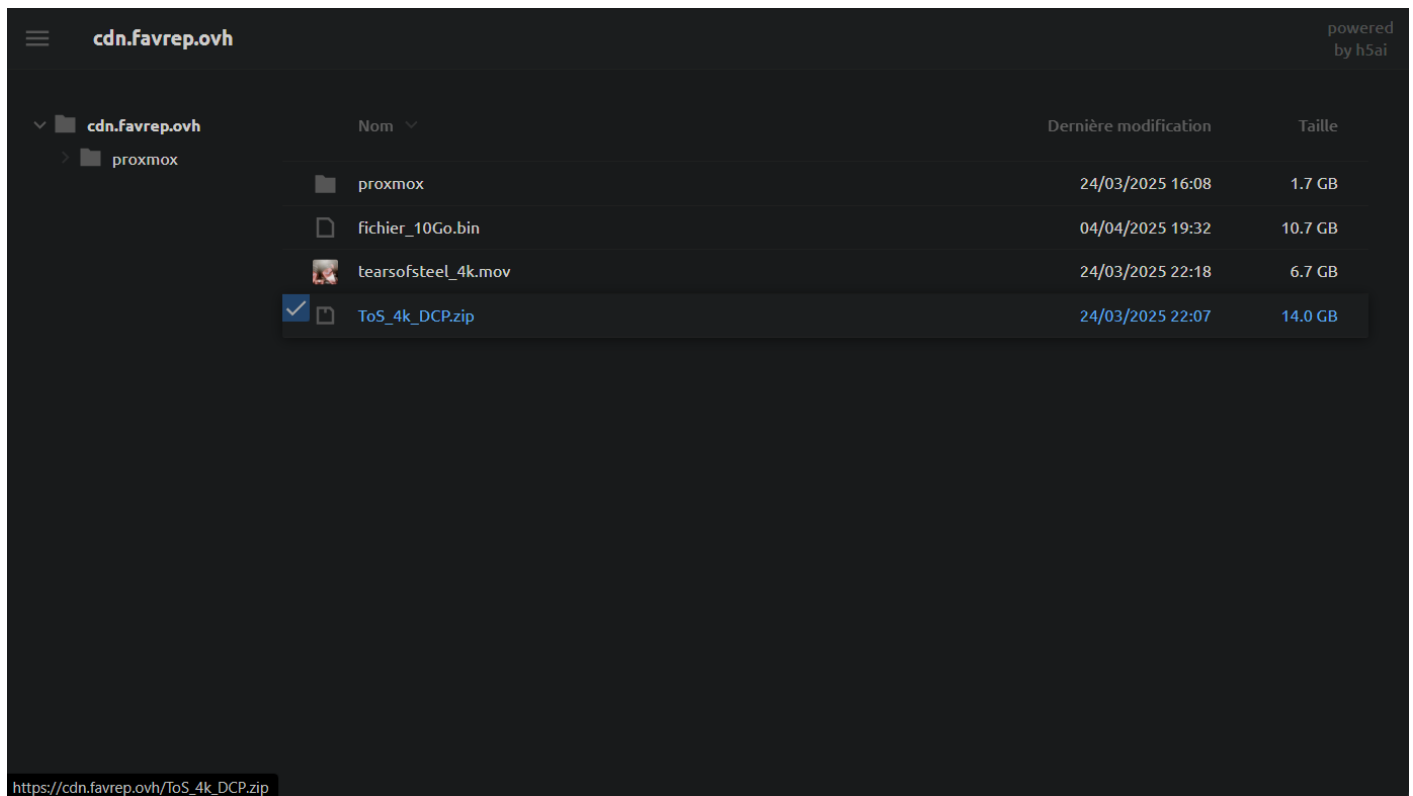 cdn.favrep.ovh
powered
by h5ai
cdn.favrep.ovh
proxmox
Nom Dernière modification Taille
proxmox 24/03/2025 16:08 1.7 GB
fichier_10Go.bin 04/04/2025 19:32 10.7 GB
tearsofsteel_4k.mov 24/03/2025 22:18 6.7 GB
ToS_4k_DCP.zip 24/03/2025 22:07 14.0 GB
https://cdn.favrep.ovh/ToS_4k_DCP.zip